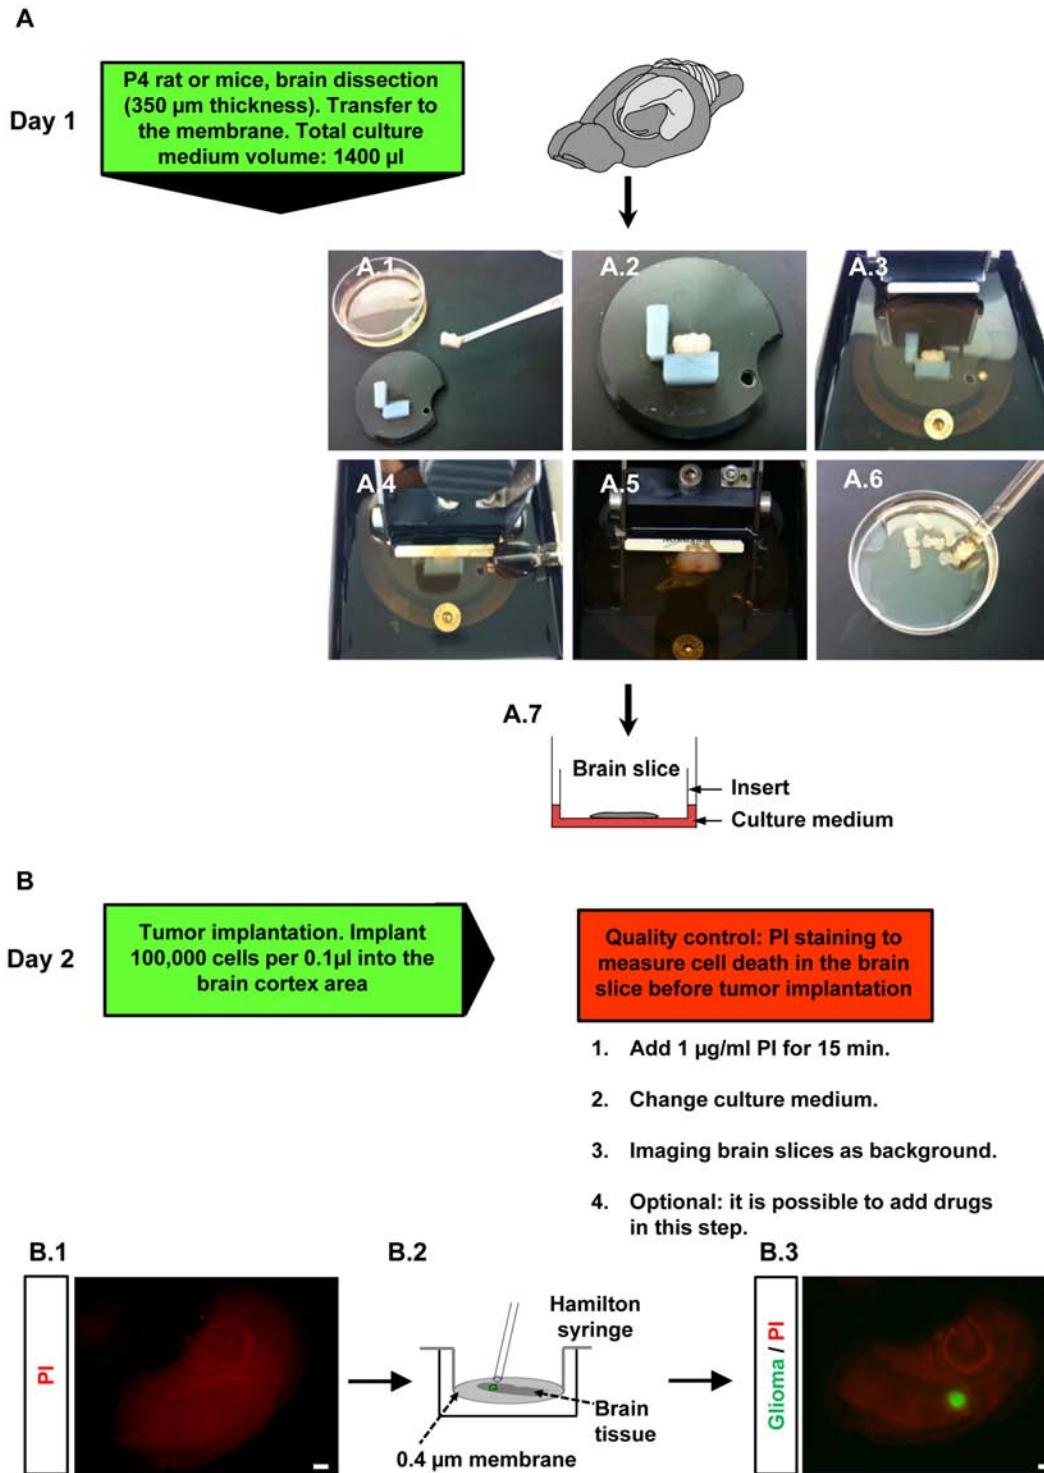 A
Day 1
P4 rat or mice, brain dissection
(350 µm thickness). Transfer to
the membrane. Total culture
medium volume: 1400 µl
A.1
A.2
A.3
A.4
A.5
A.6
A.7
Brain slice
Insert
Culture medium
B
Day 2
Tumor implantation. Implant
100,000 cells per 0.1µl into the
brain cortex area
Quality control: PI staining to
measure cell death in the brain
slice before tumor implantation
1. Add 1 µg/ml PI for 15 min.
2. Change culture medium.
3. Imaging brain slices as background.
4. Optional: it is possible to add drugs
in this step.
B.1
PI
B.2
Hamilton
syringe
Brain
tissue
0.4 µm membrane
B.3
Glioma / PI